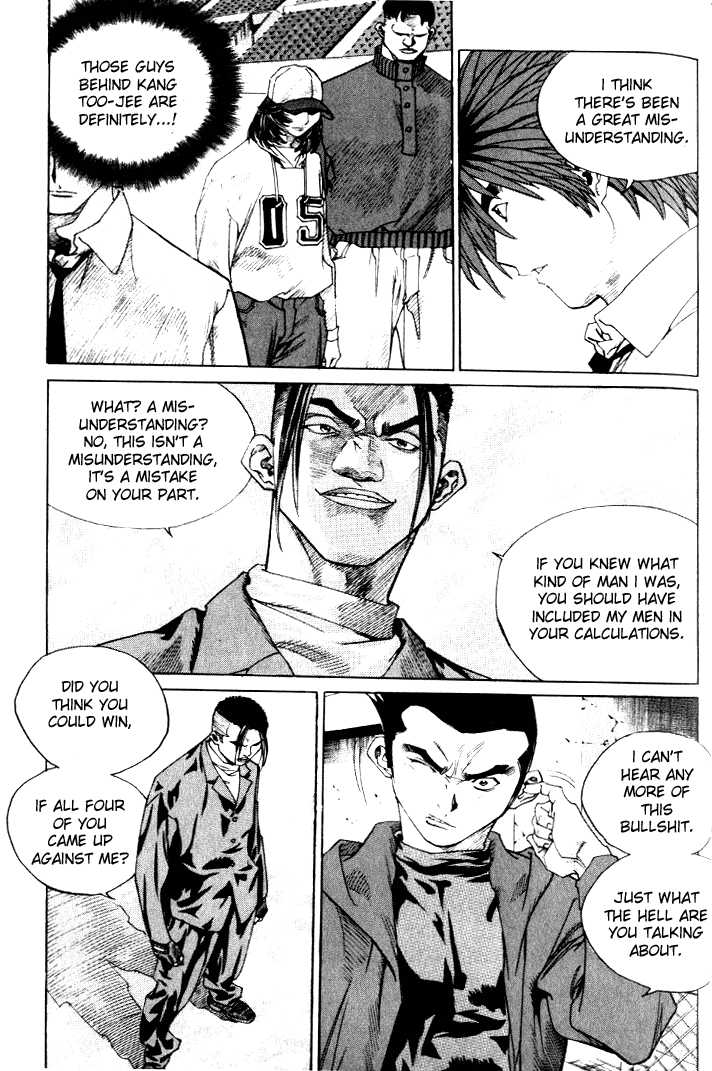 THOSE GUYS
BEHIND KANG
TOO-JEE ARE
DEFINITELY...!
05
I THINK
THERE'S BEEN
A GREAT MIS-
UNDERSTANDING.
WHAT? A MIS-
UNDERSTANDING?
NO, THIS ISN'T A
MISUNDERSTANDING,
IT'S A MISTAKE
ON YOUR PART.
IF YOU KNEW WHAT
KIND OF MAN I WAS,
YOU SHOULD HAVE
INCLUDED MY MEN IN
YOUR CALCULATIONS.
DID YOU
THINK YOU
COULD WIN,
IF ALL FOUR
OF YOU
CAME UP
AGAINST ME?
I CAN'T
HEAR ANY
MORE OF
THIS
BULLSHIT.
JUST WHAT
THE HELL ARE
YOU TALKING
ABOUT.